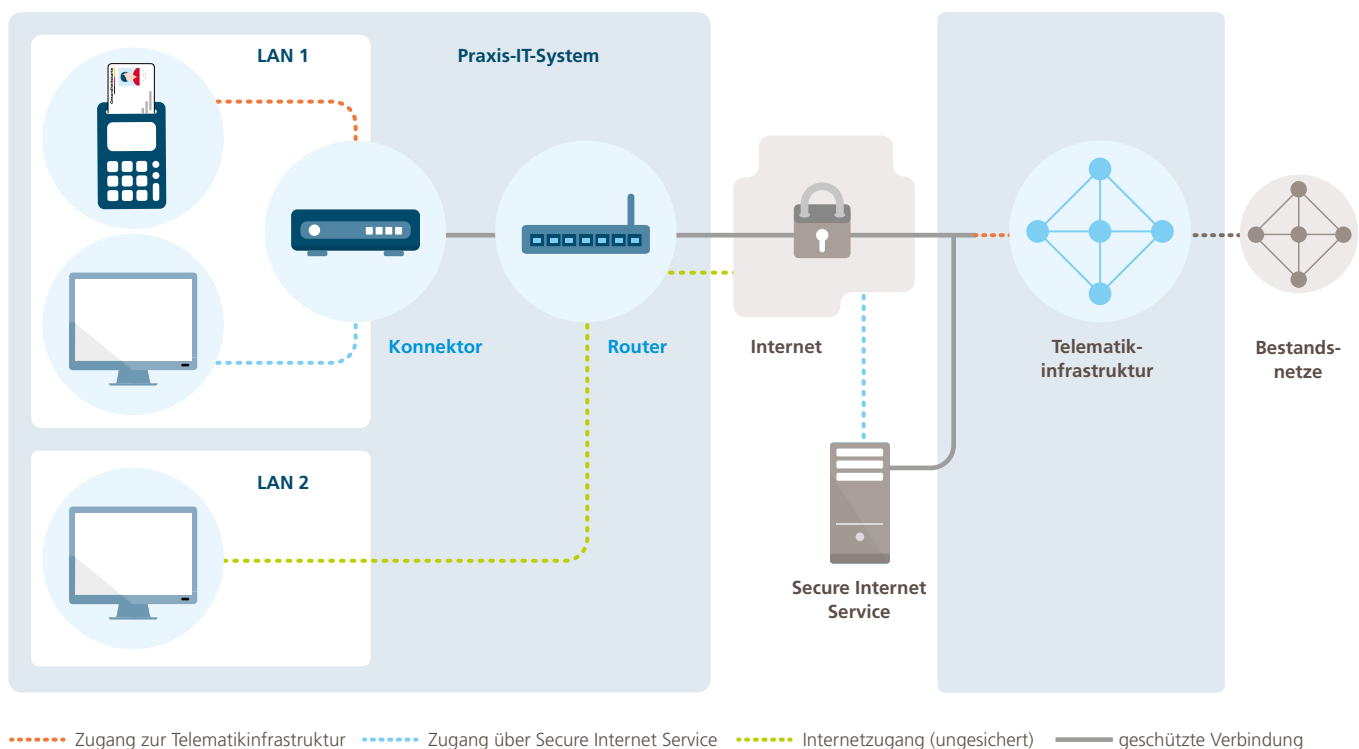 LAN 1
Praxis-IT-System
Gesundheitskarte
Konnektor
Router
Internet
Telematik-
infrastruktur
Bestands-
netze
LAN 2
Secure Internet
Service
Zugang zur Telematikinfrastruktur
Zugang über Secure Internet Service
Internetzugang (ungesichert)
geschützte Verbindung